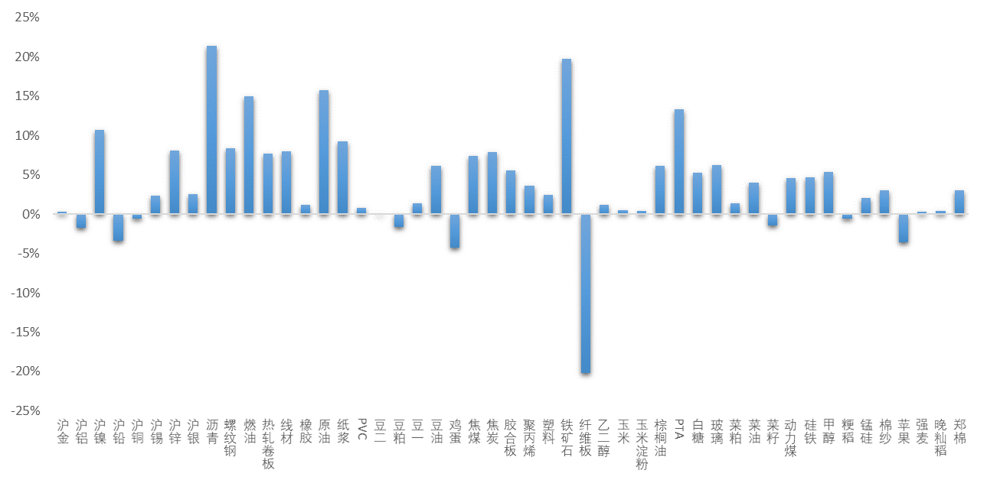 25%
20%
15%
10%
5%
0%
-5%
-10%
-15%
-20%
-25%
沪金
沪铝
沪镍
沪铅
沪铜
沪锡
沪锌
沪银
沥青
螺纹钢
燃油
热轧卷板
线材
橡胶
原油
纸浆
PVC
豆二
豆粕
豆一
豆油
鸡蛋
焦煤
焦炭
胶合板
聚丙烯
塑料
铁矿石
纤维板
乙二醇
玉米
玉米淀粉
棕榈油
PTA
白糖
玻璃
菜粕
菜油
菜籽
动力煤
硅铁
甲醇
粳稻
锰硅
棉纱
苹果
强麦
晚籼稻
郑棉